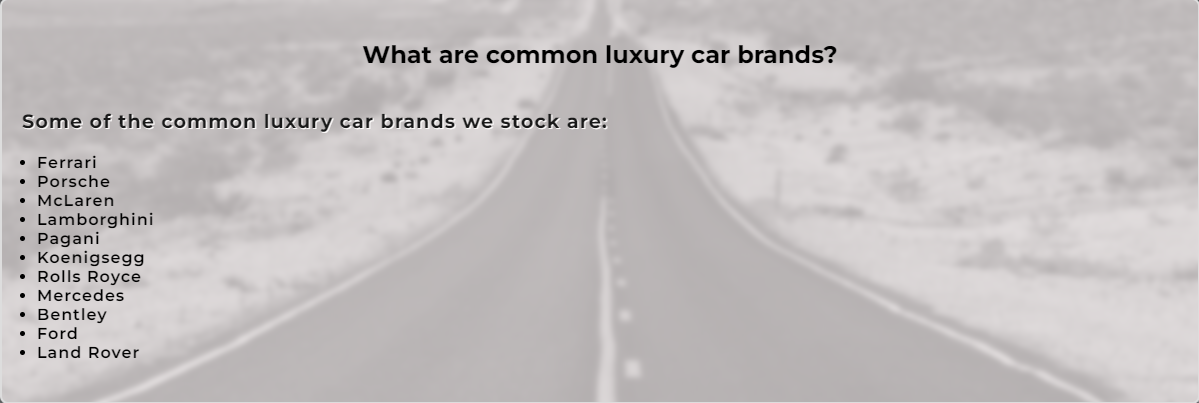 What are common luxury car brands?
Some of the common luxury car brands we stock are:
• Ferrari
• Porsche
• McLaren
• Lamborghini
• Pagani
• Koenigsegg
• Rolls Royce
• Mercedes
• Bentley
• Ford
• Land Rover